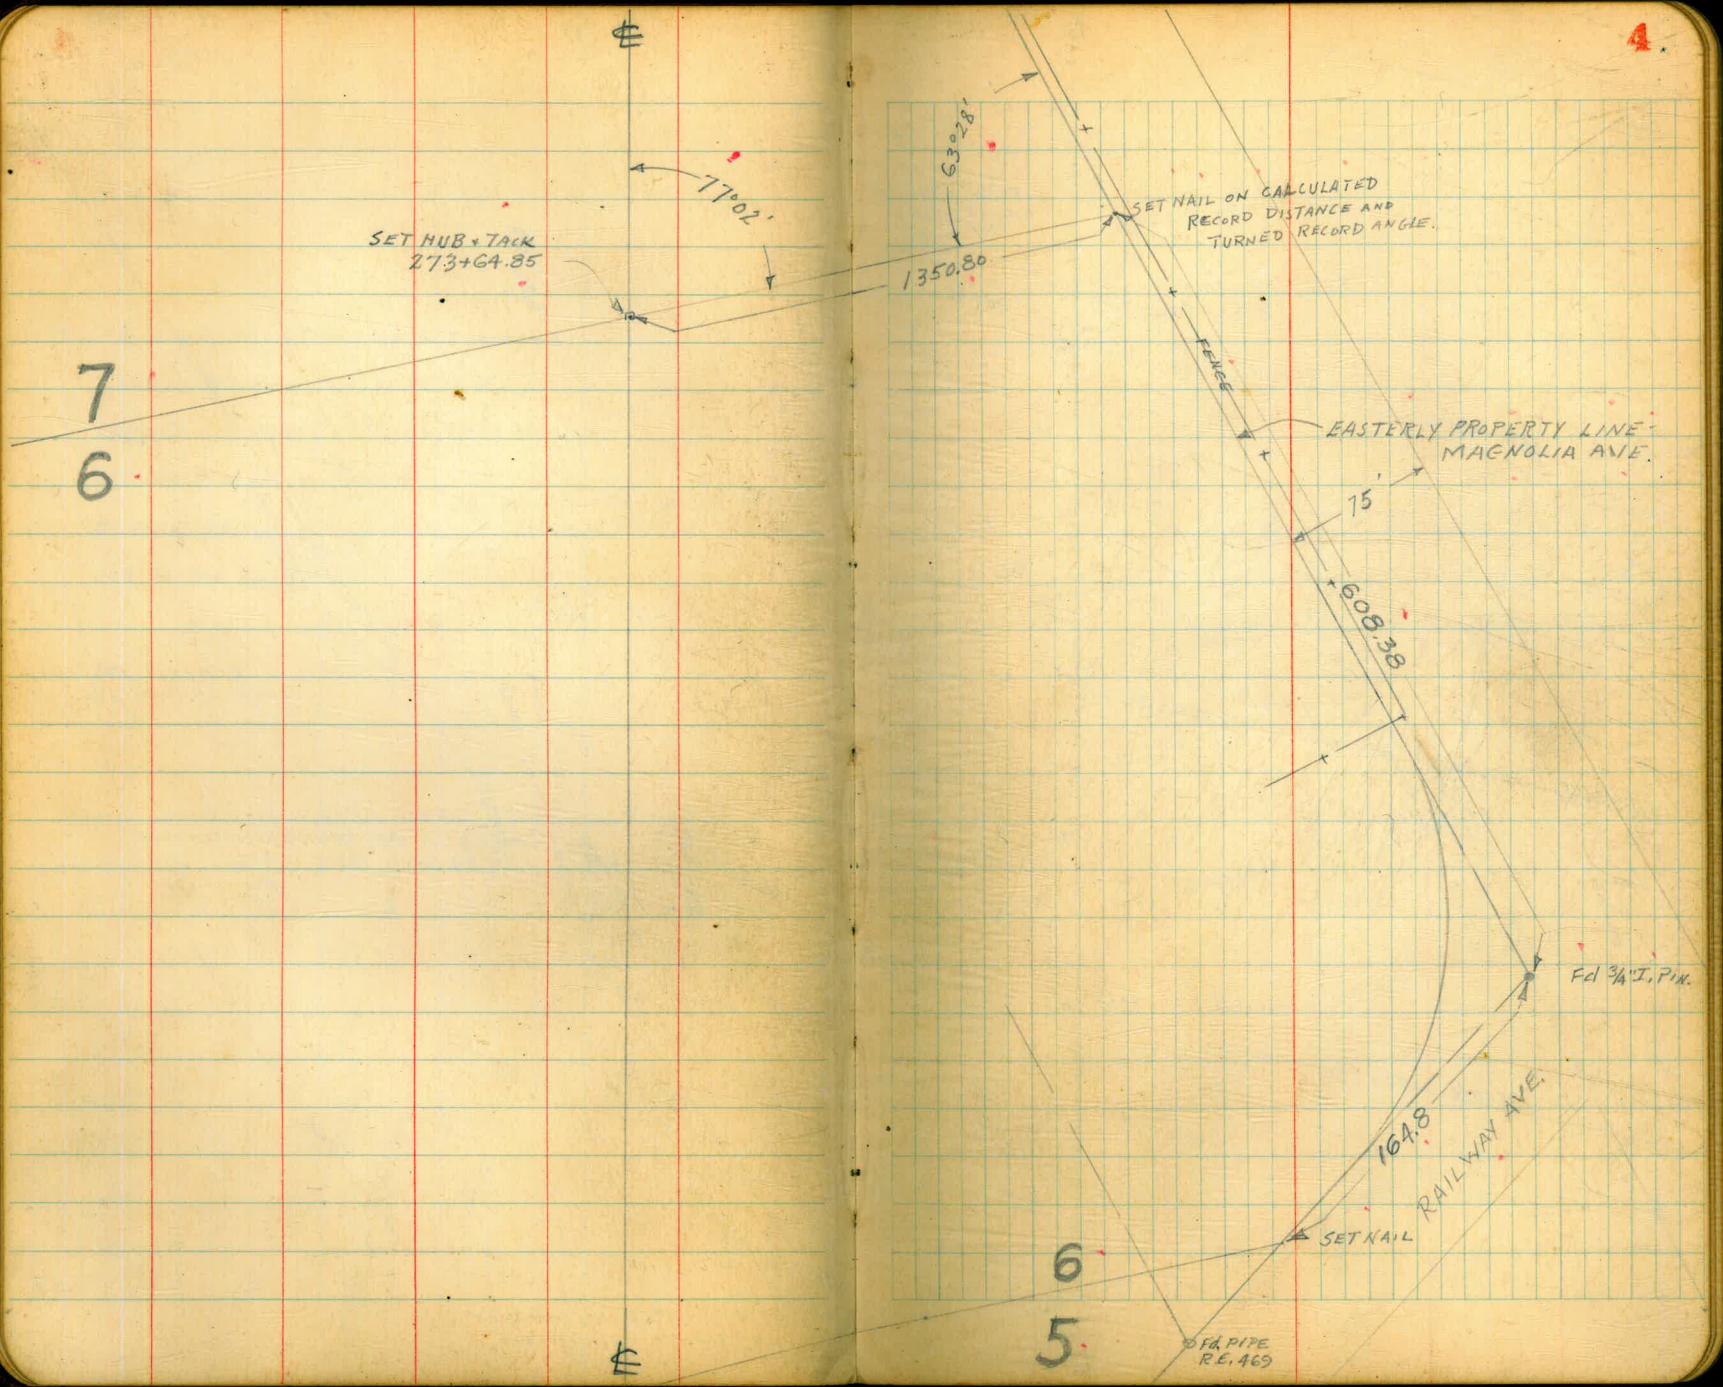 ℄
77°02'
SET HUB & TACK
273+64.85
7
6
℄
4.
63°28'
SET NAIL ON CALCULATED
RECORD DISTANCE AND
TURNED RECORD ANGLE.
1350.80
FENCE
EASTERLY PROPERTY LINE-
MAGNOLIA AVE.
75'
608.38
Fd 3/4" I. PIN.
164.8
RAILWAY AVE.
SET NAIL
6
5
Fd. PIPE
R.E. 469